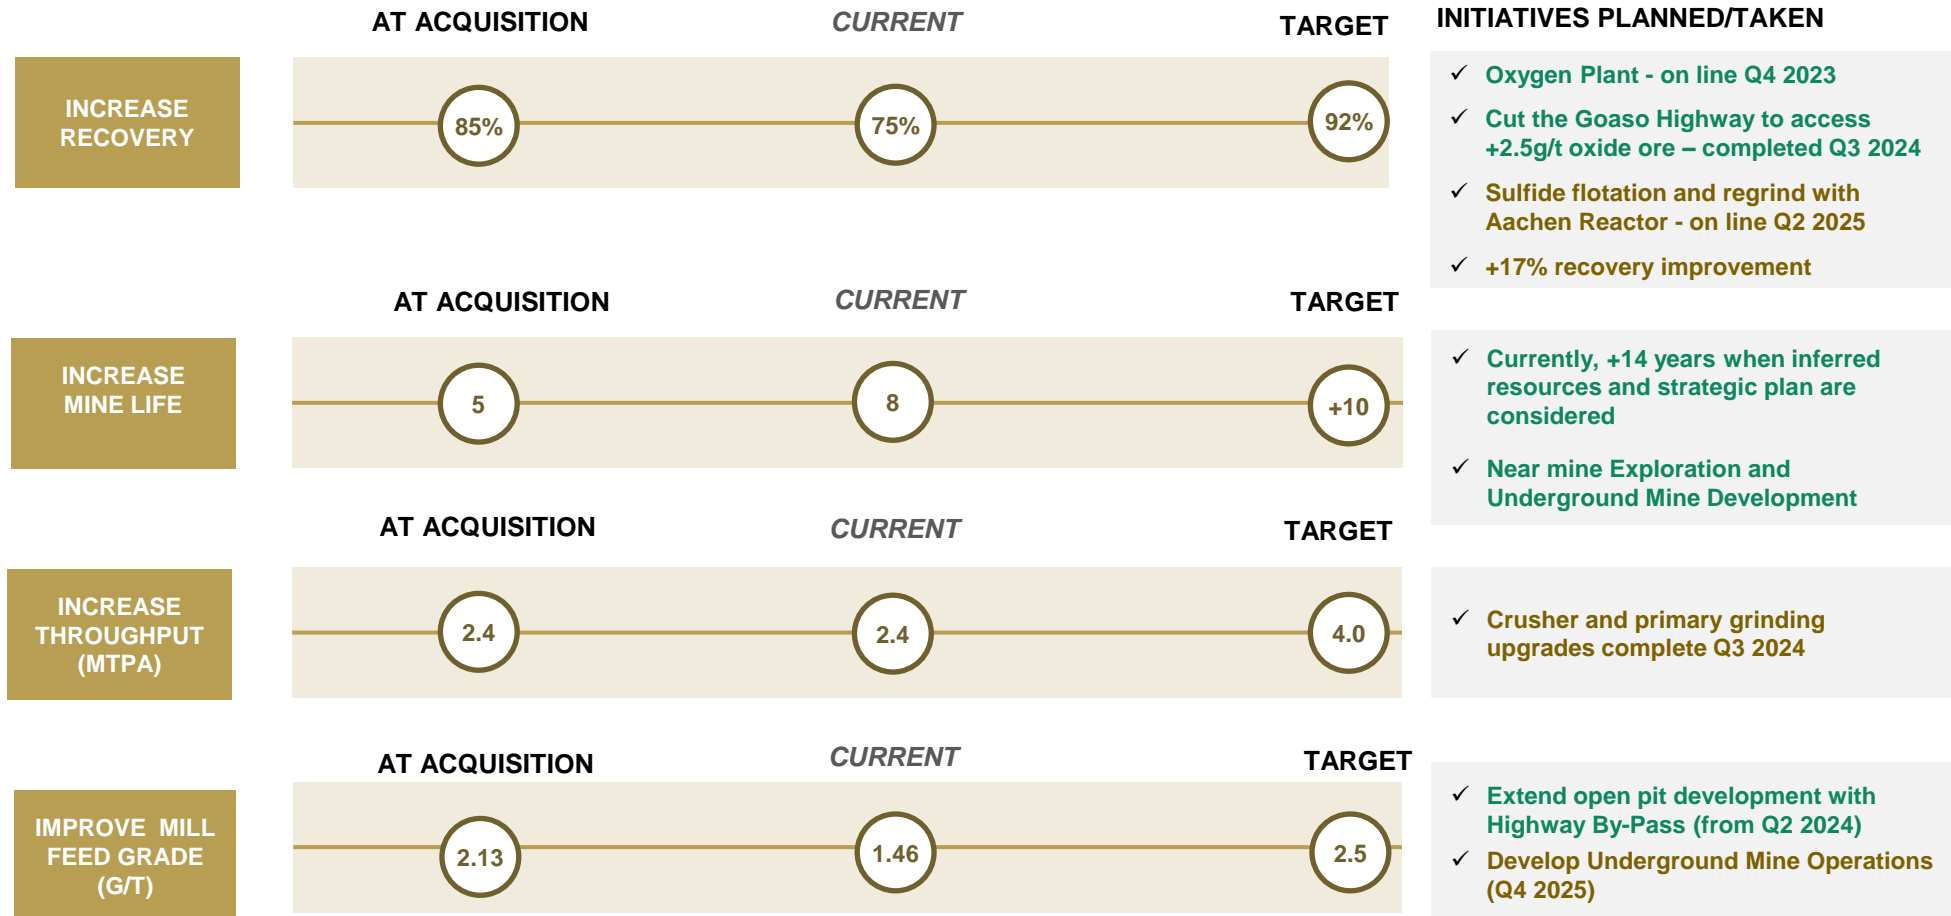 AT ACQUISITION
CURRENT
TARGET
INITIATIVES PLANNED/TAKEN
INCREASE
RECOVERY
85%
75%
92%
✓ Oxygen Plant - on line Q4 2023
✓ Cut the Goaso Highway to access
+2.5g/t oxide ore – completed Q3 2024
✓ Sulfide flotation and regrind with
Aachen Reactor - on line Q2 2025
✓ +17% recovery improvement
AT ACQUISITION
CURRENT
TARGET
INCREASE
MINE LIFE
5
8
+10
✓ Currently, +14 years when inferred
resources and strategic plan are
considered
✓ Near mine Exploration and
Underground Mine Development
AT ACQUISITION
CURRENT
TARGET
INCREASE
THROUGHPUT
(MTPA)
2.4
2.4
4.0
✓ Crusher and primary grinding
upgrades complete Q3 2024
AT ACQUISITION
CURRENT
TARGET
IMPROVE MILL
FEED GRADE
(G/T)
2.13
1.46
2.5
✓ Extend open pit development with
Highway By-Pass (from Q2 2024)
✓ Develop Underground Mine Operations
(Q4 2025)